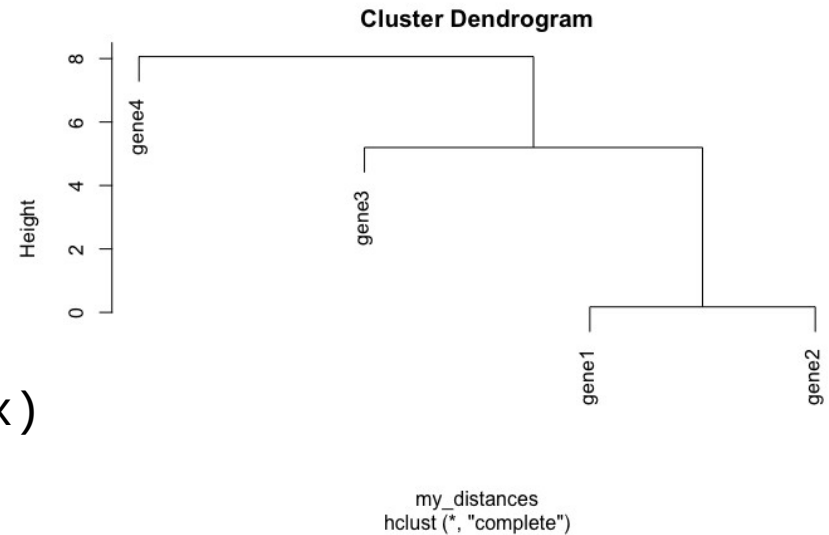 Cluster Dendrogram
Height
8
6
4
2
0
gene4
gene3
gene1
gene2
x)
my_distances
hclust (*, "complete")